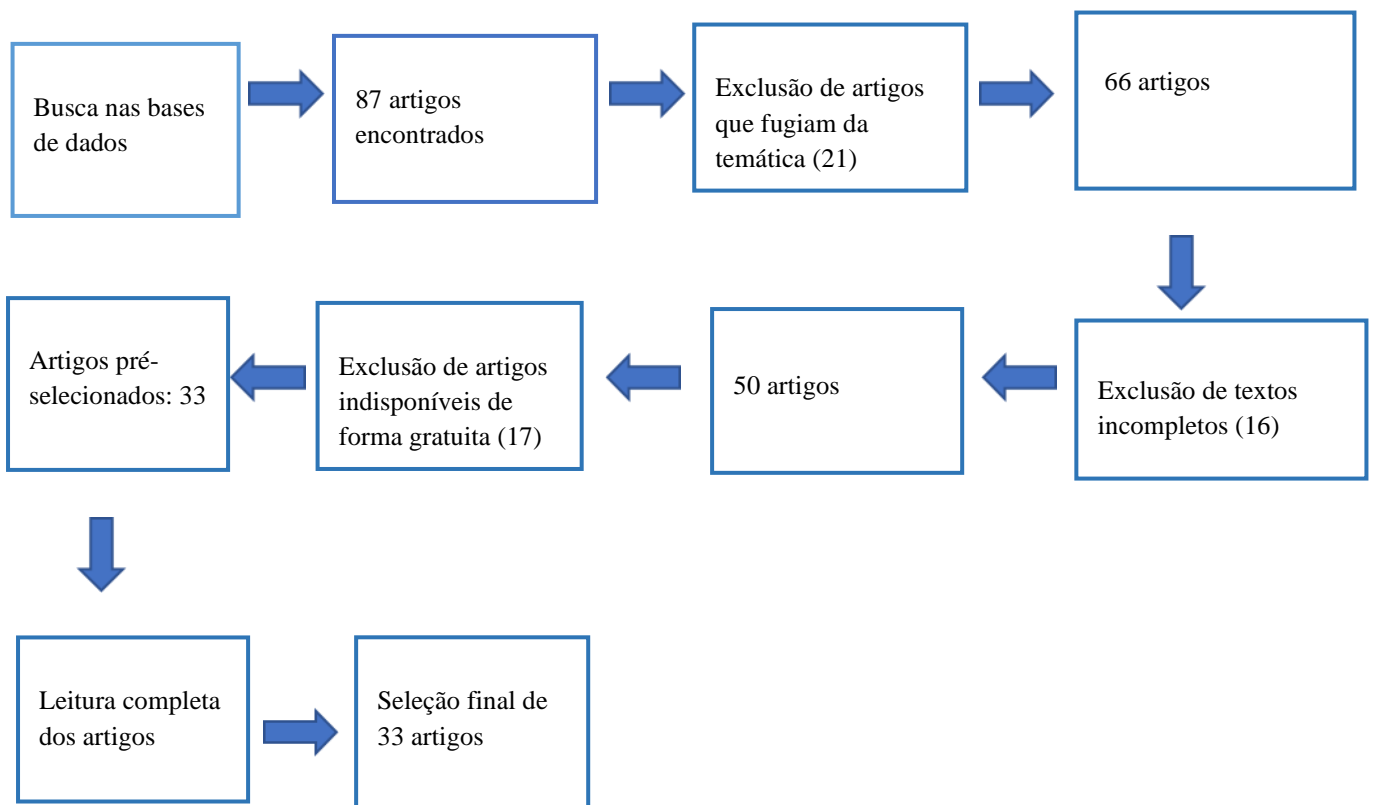 Busca nas bases
de dados
87 artigos
encontrados
Exclusão de artigos
que fugiam da
temática (21)
66 artigos
Exclusão de textos
incompletos (16)
50 artigos
Exclusão de artigos
indisponíveis de
forma gratuita (17)
Artigos pré-
selecionados: 33
Leitura completa
dos artigos
Seleção final de
33 artigos